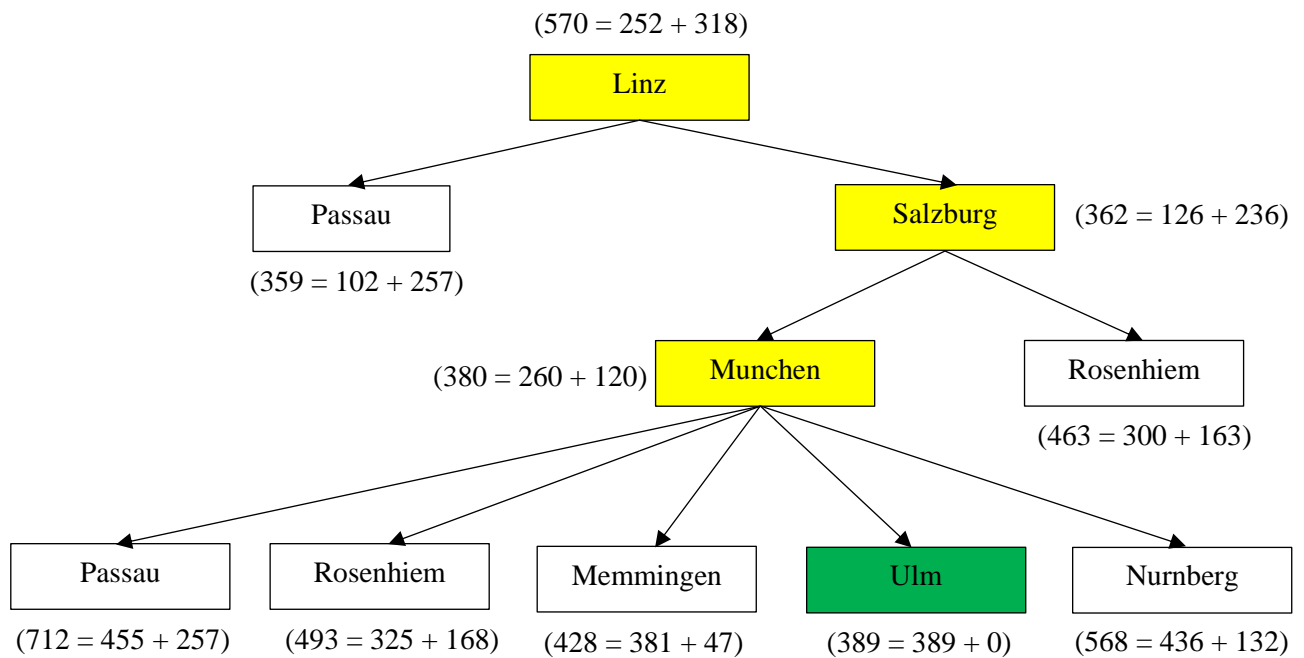 (570 = 252 + 318)
Linz
Passau
Salzburg
(362 = 126 + 236)
(359 = 102 + 257)
(380 = 260 + 120)
Munchen
Rosenhiem
(463 = 300 + 163)
Passau
Rosenhiem
Memmingen
Ulm
Nurnberg
(712 = 455 + 257)
(493 = 325 + 168)
(428 = 381 + 47)
(389 = 389 + 0)
(568 = 436 + 132)